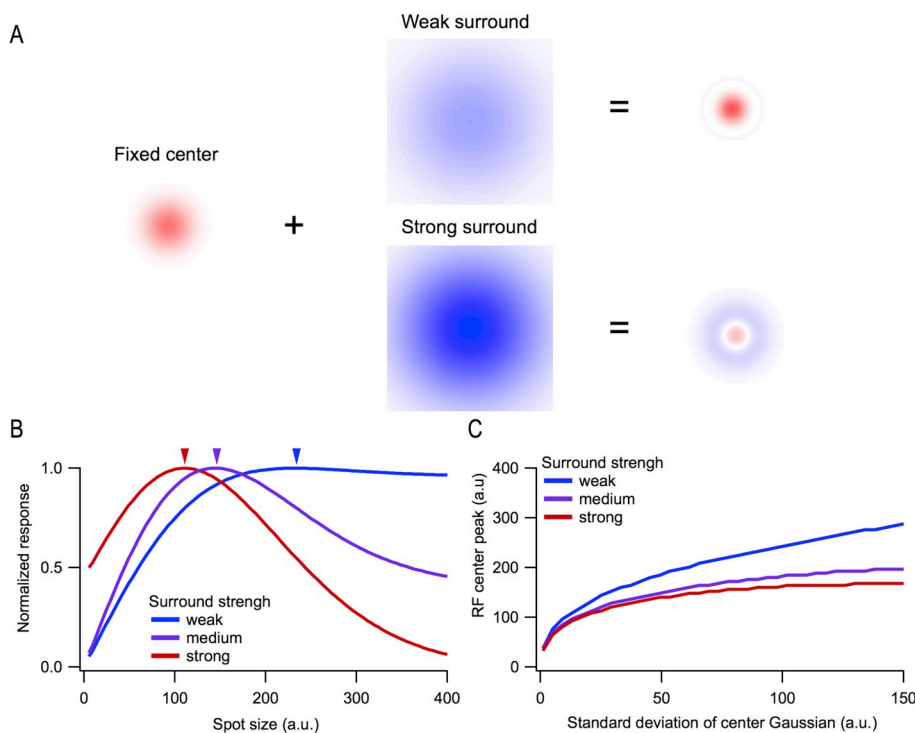 A
Weak surround
=
Fixed center
+
Strong surround
=
B
1.0
0.5
0.0
Normalized response
Surround strengh
weak
medium
strong
0 100 200 300 400
Spot size (a.u.)
C
400
300
200
100
0
RF center peak (a.u)
Surround strengh
weak
medium
strong
0 50 100 150
Standard deviation of center Gaussian (a.u.)